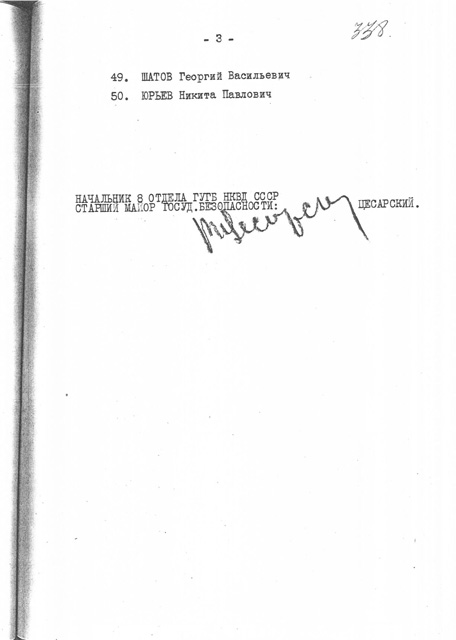 - 3 -
338.
49. ШАТОВ Георгий Васильевич
50. ЮРЬЕВ Никита Павлович
НАЧАЛЬНИК 8 ОТДЕЛА ГУГБ НКВД СССР
СТАРШИЙ МАЙОР ГОСУД.БЕЗОПАСНОСТИ: ЦЕСАРСКИЙ.